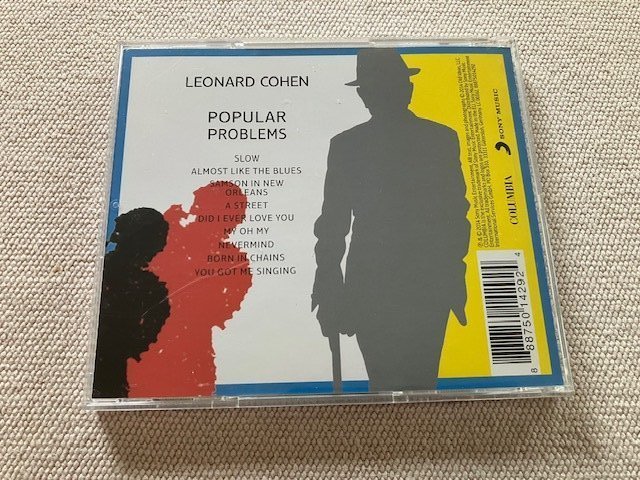 LEONARD COHEN
POPULAR
PROBLEMS
SLOW
ALMOST LIKE THE BLUES
SAMSON IN NEW
ORLEANS
A STREET
DID I EVER LOVE YOU
MY OH MY
NEVERMIND
BORN IN CHAINS
YOU GOT ME SINGING
COLUMBIA
SONY MUSIC
8 88750 14292 4